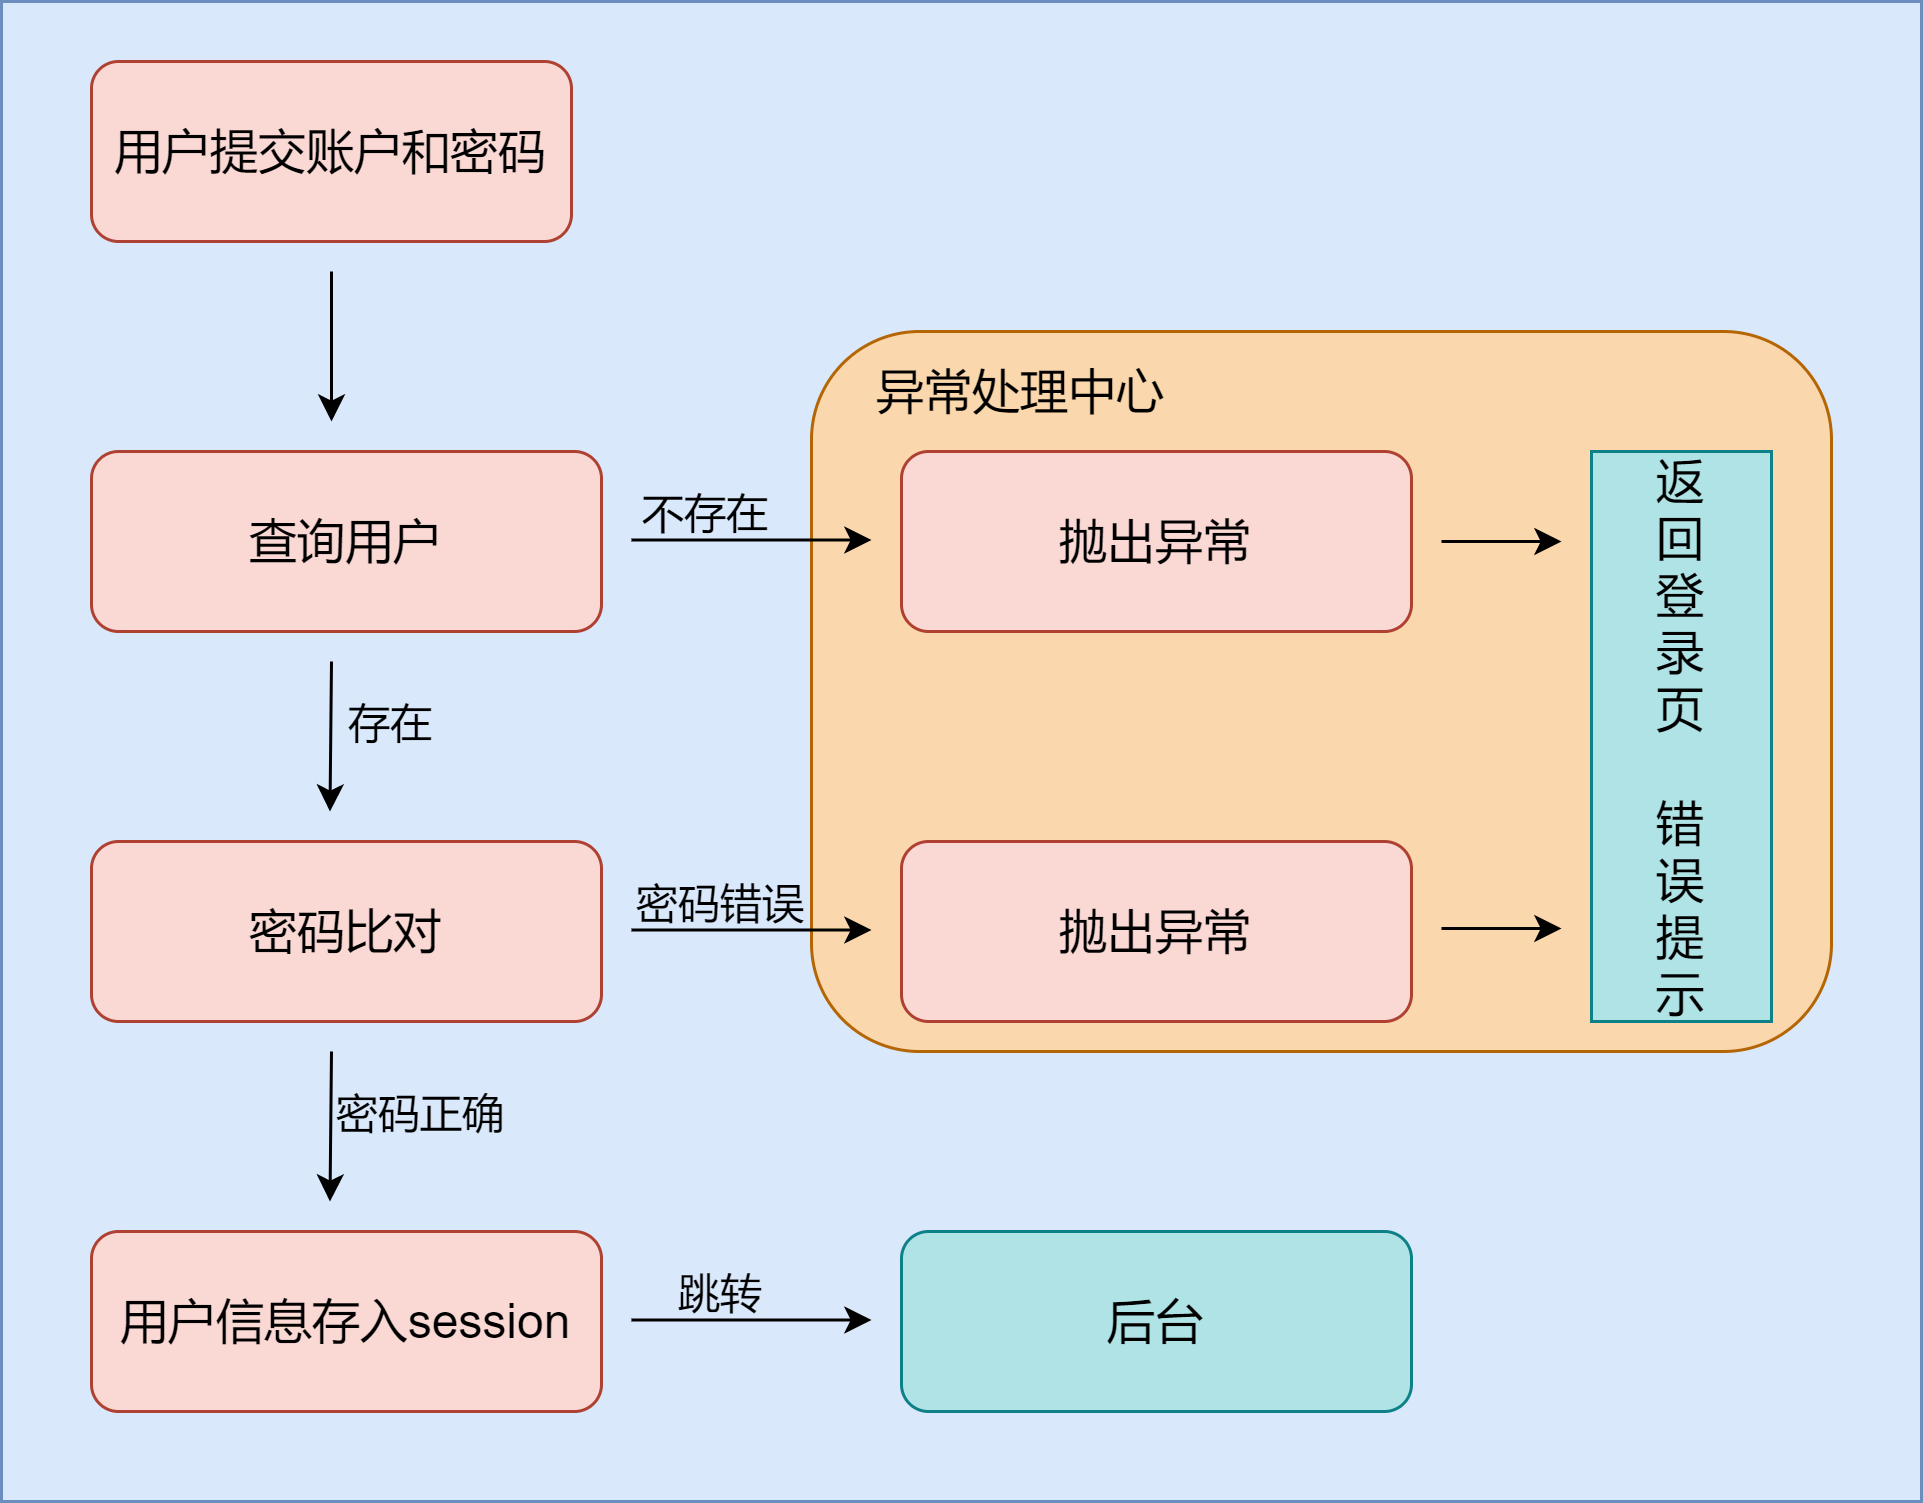 用户提交账户和密码
异常处理中心
查询用户
不存在
抛出异常
返
回
登
录
页
错
误
提
示
存在
密码比对
密码错误
抛出异常
密码正确
用户信息存入session
跳转
后台